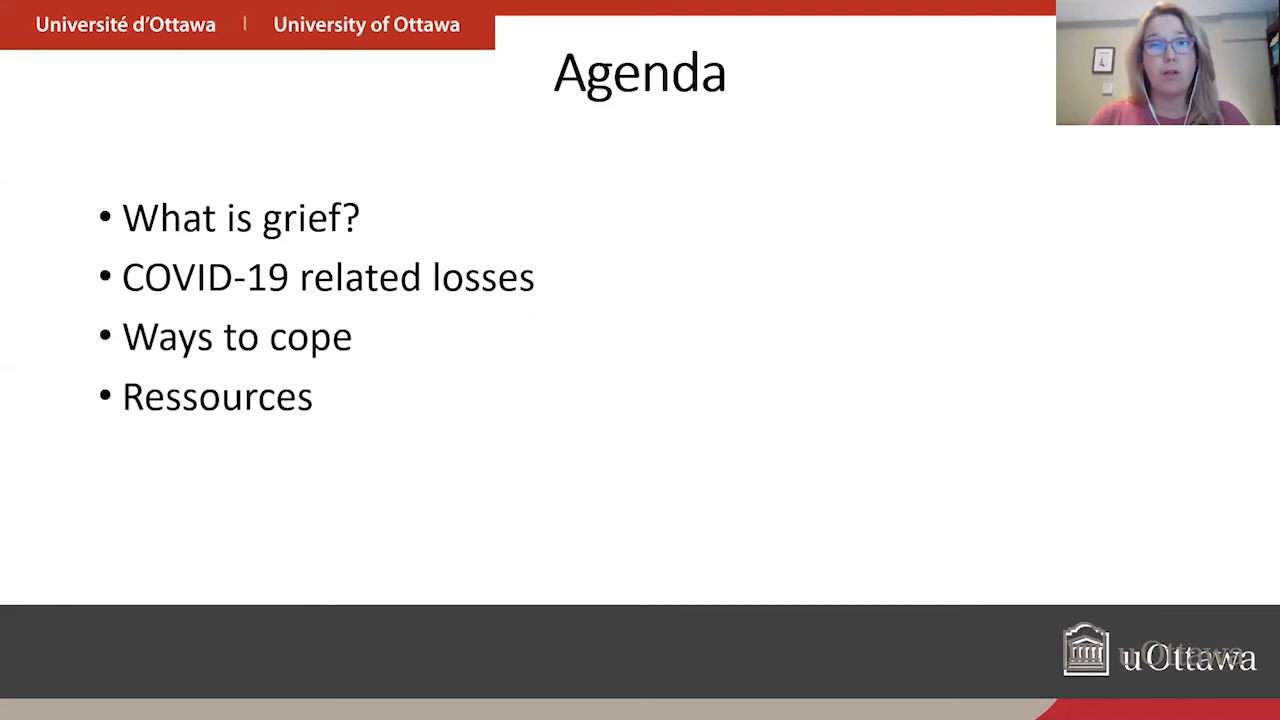 Université d'Ottawa | University of Ottawa
Agenda
• What is grief?
• COVID-19 related losses
• Ways to cope
• Ressources
uOttawa